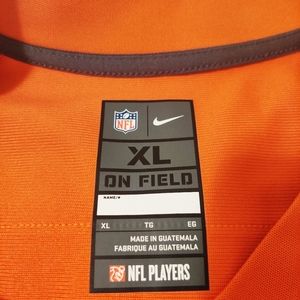 NFL
XL
ON FIELD
NAME/#
XL TG EG
MADE IN GUATEMALA
FABRIQUE AU GUATEMALA
NFL PLAYERS